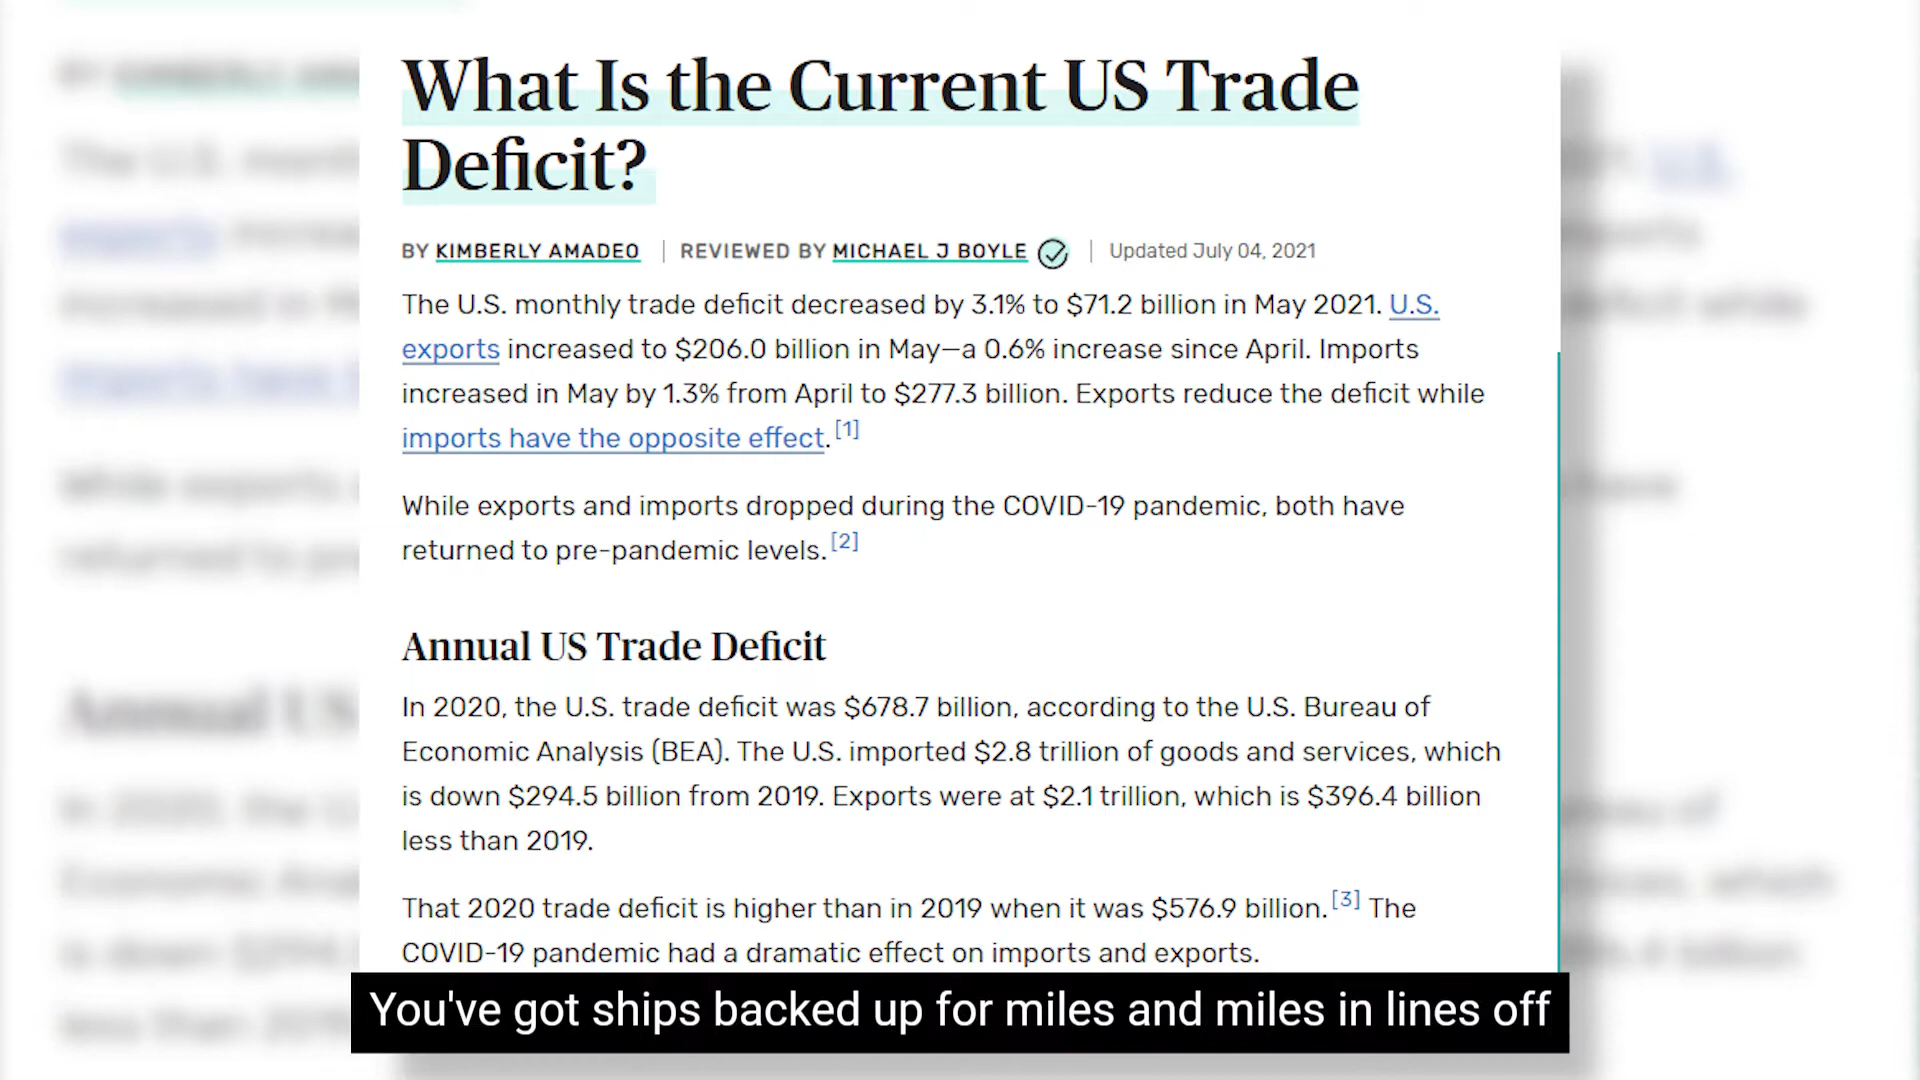 What Is the Current US Trade
Deficit?
BY KIMBERLY AMADEO | REVIEWED BY MICHAEL J BOYLE | Updated July 04, 2021
The U.S. monthly trade deficit decreased by 3.1% to $71.2 billion in May 2021. U.S.
exports increased to $206.0 billion in May—a 0.6% increase since April. Imports
increased in May by 1.3% from April to $277.3 billion. Exports reduce the deficit while
imports have the opposite effect.[1]
While exports and imports dropped during the COVID-19 pandemic, both have
returned to pre-pandemic levels.[2]
Annual US Trade Deficit
In 2020, the U.S. trade deficit was $678.7 billion, according to the U.S. Bureau of
Economic Analysis (BEA). The U.S. imported $2.8 trillion of goods and services, which
is down $294.5 billion from 2019. Exports were at $2.1 trillion, which is $396.4 billion
less than 2019.
That 2020 trade deficit is higher than in 2019 when it was $576.9 billion.[3] The
COVID-19 pandemic had a dramatic effect on imports and exports.
You've got ships backed up for miles and miles in lines off